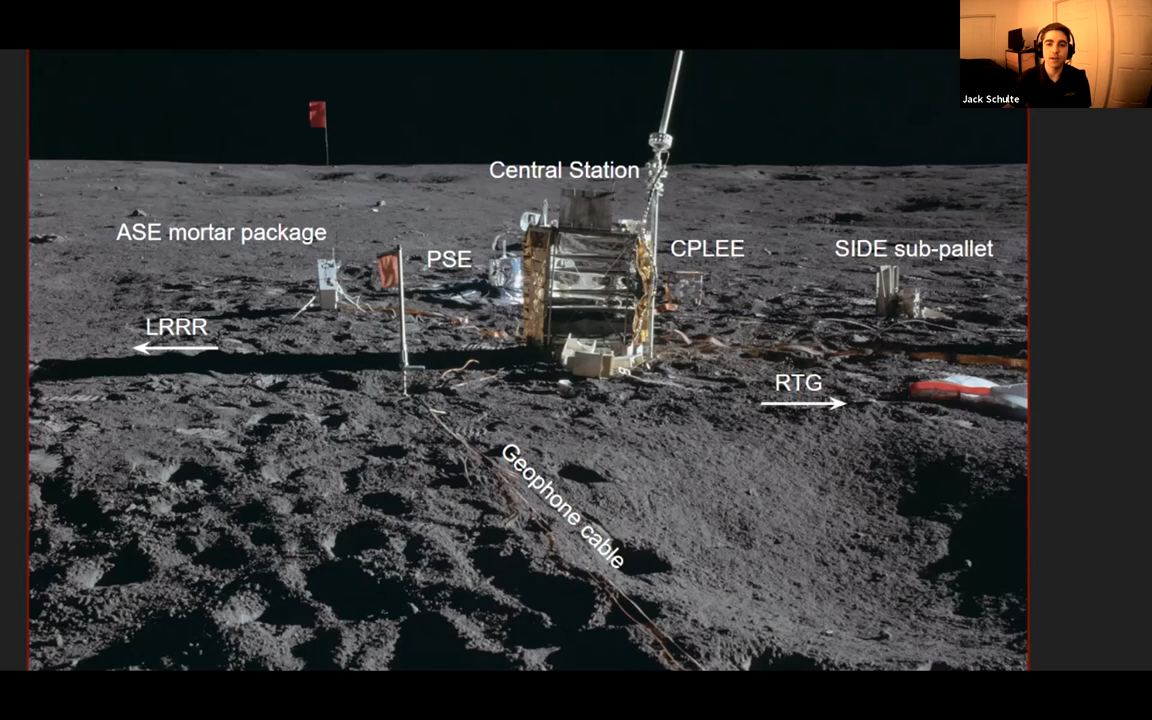 Jack Schulte
Central Station
ASE mortar package
PSE
CPLEE
SIDE sub-pallet
LRRR
RTG
Geophone cable